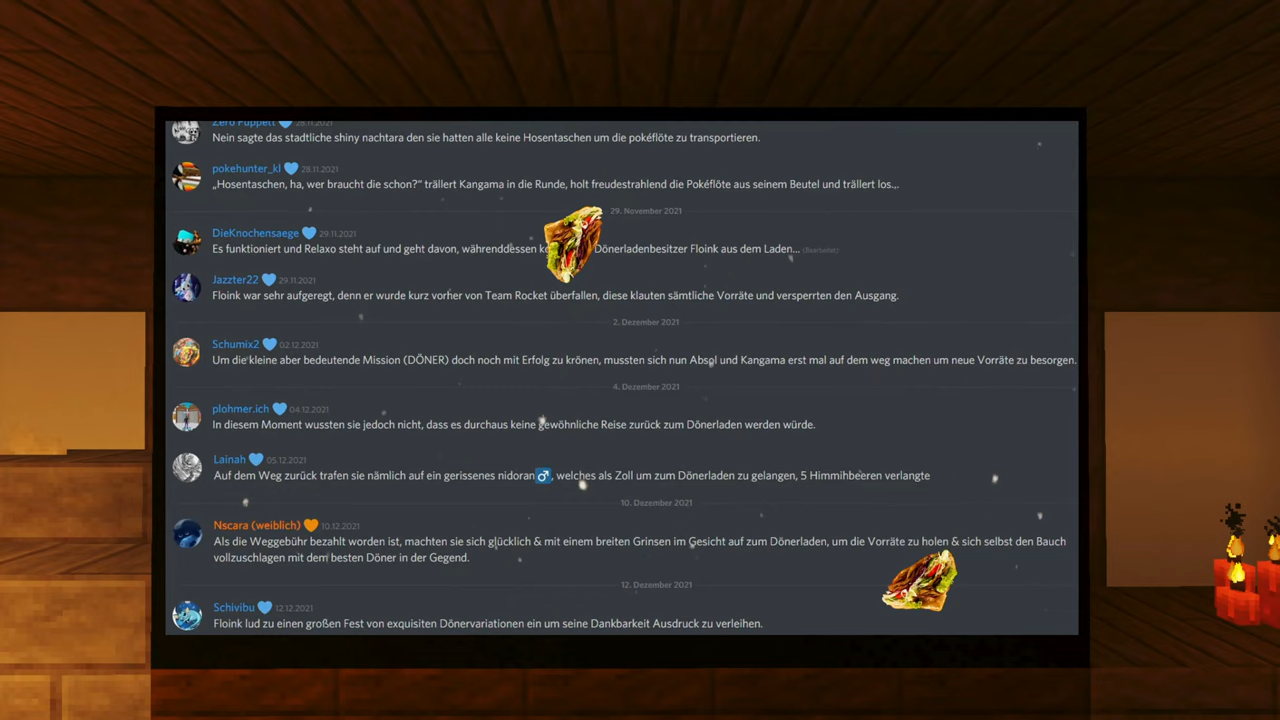 Zero Puppett 28.11.2021
Nein sagte das stadtliche shiny nachtara den sie hatten alle keine Hosentaschen um die pokéflöte zu transportieren.
pokehunter_kl 28.11.2021
„Hosentaschen, ha, wer braucht die schon?" trällert Kangama in die Runde, holt freudestrahlend die Pokéflöte aus seinem Beutel und trällert los...
29. November 2021
DieKnochensaege 29.11.2021
Es funktioniert und Relaxo steht auf und geht davon, währenddessen Dönerladenbesitzer Floink aus dem Laden... (Bearbeitet)
Jazzter22 29.11.2021
Floink war sehr aufgeregt, denn er wurde kurz vorher von Team Rocket überfallen, diese klauten sämtliche Vorräte und versperrten den Ausgang.
2. Dezember 2021
Schumix2 02.12.2021
Um die kleine aber bedeutende Mission (DÖNER) doch noch mit Erfolg zu krönen, mussten sich nun Absol und Kangama erst mal auf dem weg machen um neue Vorräte zu besorgen.
4. Dezember 2021
plohmer.ich 04.12.2021
In diesem Moment wussten sie jedoch nicht, dass es durchaus keine gewöhnliche Reise zurück zum Dönerladen werden würde.
Lainah 05.12.2021
Auf dem Weg zurück trafen sie nämlich auf ein gerissenes nidoran♂, welches als Zoll um zum Dönerladen zu gelangen, 5 Himmihbeeren verlangte
10. Dezember 2021
Nscara (weiblich) 10.12.2021
Als die Weggebühr bezahlt worden ist, machten sie sich glücklich & mit einem breiten Grinsen im Gesicht auf zum Dönerladen, um die Vorräte zu holen & sich selbst den Bauch
vollzuschlagen mit dem besten Döner in der Gegend.
12. Dezember 2021
Schivibu 12.12.2021
Floink lud zu einen großen Fest von exquisiten Dönervariationen ein um seine Dankbarkeit Ausdruck zu verleihen.